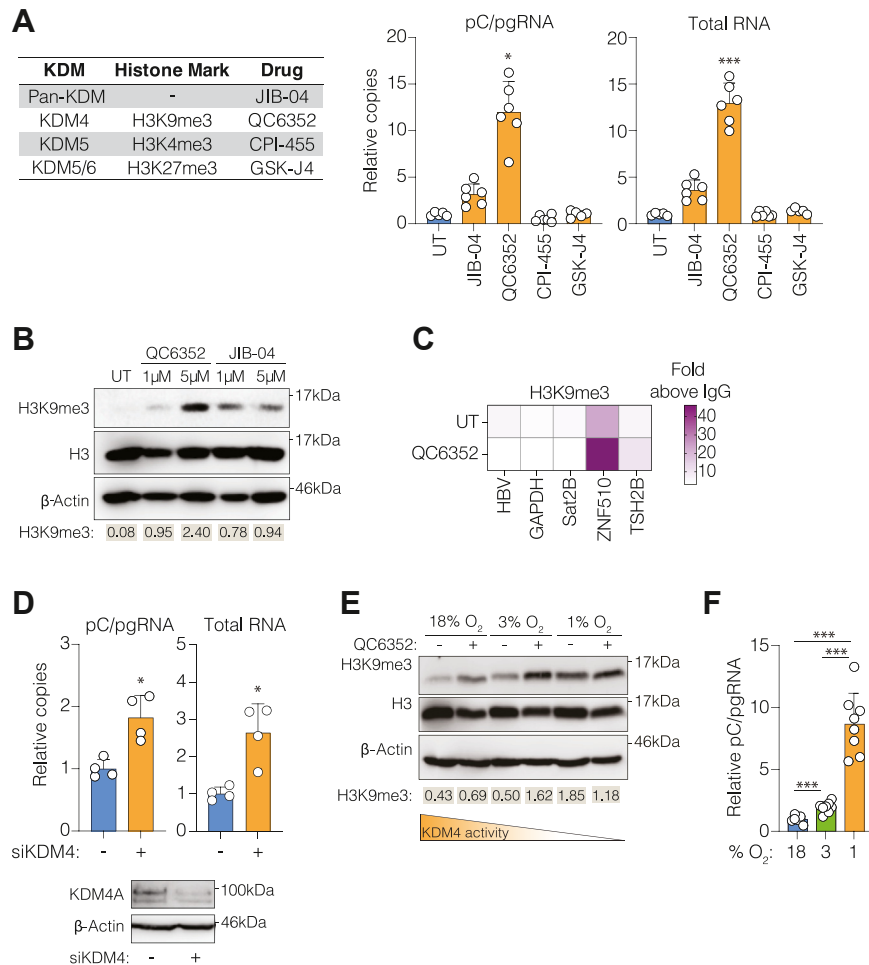 A
KDM Histone Mark Drug
Pan-KDM - JIB-04
KDM4 H3K9me3 QC6352
KDM5 H3K4me3 CPI-455
KDM5/6 H3K27me3 GSK-J4
pC/pgRNA Total RNA
Relative copies
20 20
15 15
10 10
5 5
0 0
* ***
UT JIB-04 QC6352 CPI-455 GSK-J4
UT JIB-04 QC6352 CPI-455 GSK-J4
B
QC6352 JIB-04
UT 1µM 5µM 1µM 5µM
H3K9me3 17kDa
H3 17kDa
β-Actin 46kDa
H3K9me3: 0.08 0.95 2.40 0.78 0.94
C
H3K9me3
UT
QC6352
HBV GAPDH Sat2B ZNF510 TSH2B
Fold
above IgG
40
30
20
10
D
pC/pgRNA Total RNA
Relative copies
3 5
2 4
1 3
0 2
1
0
* *
siKDM4: - + - +
KDM4A 100kDa
β-Actin 46kDa
siKDM4: - +
E
18% O2 3% O2 1% O2
QC6352: - + - + - +
H3K9me3 17kDa
H3 17kDa
β-Actin 46kDa
H3K9me3: 0.43 0.69 0.50 1.62 1.85 1.18
KDM4 activity
F
Relative pC/pgRNA
15
10
5
0
***
***
***
% O2: 18 3 1